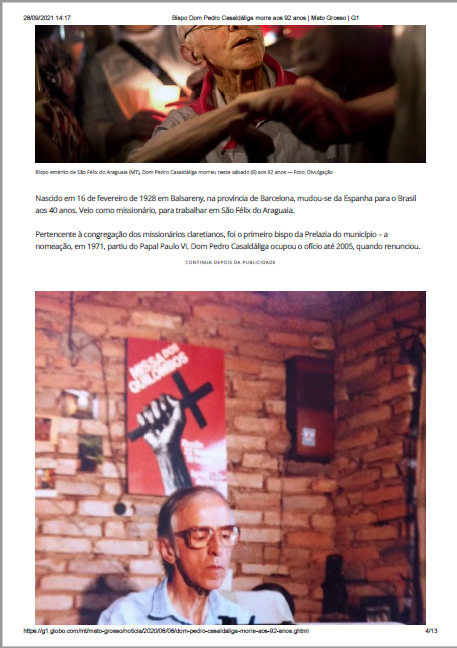 28/09/2021 14:17
Bispo Dom Pedro Casaldáliga morre aos 92 anos | Mato Grosso | G1
Bispo emérito de São Félix do Araguaia (MT), Dom Pedro Casaldáliga morreu neste sábado (8) aos 92 anos — Foto: Divulgação
Nascido em 16 de fevereiro de 1928 em Balsareny, na província de Barcelona, mudou-se da Espanha para o Brasil
aos 40 anos. Veio como missionário, para trabalhar em São Félix do Araguaia.
Pertencente à congregação dos missionários claretianos, foi o primeiro bispo da Prelazia do município – a
nomeação, em 1971, partiu do Papal Paulo VI. Dom Pedro Casaldáliga ocupou o ofício até 2005, quando renunciou.
CONTINUA DEPOIS DA PUBLICIDADE
MISSA DOS
QUILOMBOS
https://g1.globo.com/mt/mato-grosso/noticia/2020/08/08/dom-pedro-casaldaliga-morre-aos-92-anos.ghtml
4/13